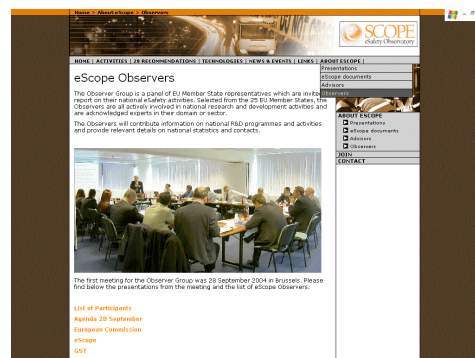 Home > About eScope > Observers
eSCOPE
eSafety Observatory
HOME | ACTIVITIES | 28 RECOMMENDATIONS | TECHNOLOGIES | NEWS & EVENTS | LINKS | ABOUT ESCOPE |
Presentations
eScope documents
Advisors
Observers
eScope Observers
The Observer Group is a panel of EU Member State representatives which are invite
report on their national eSafety activities. Selected from the 25 EU Member States, the
Observers are all actively involved in national research and development activities and
are acknowledged experts in their domain or sector.
The Observers will contribute information on national R&D programmes and activities
and provide relevant details on national statistics and contacts.
ABOUT ESCOPE
Presentations
eScope documents
Advisors
Observers
JOIN
CONTACT
The first meeting for the Observer Group was 28 September 2004 in Brussels. Please
find below the presentations from the meeting and the list of eScope Observers:
List of Participants
Agenda 28 September
European Commission
eScope
GST